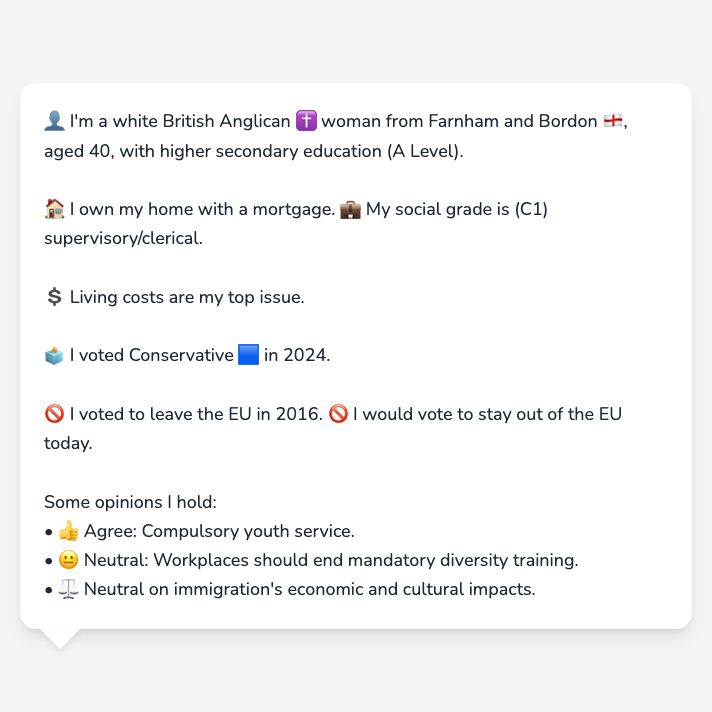 👤 I'm a white British Anglican ✝️ woman from Farnham and Bordon 🏴󠁧󠁢󠁥󠁮󠁧󠁿,
aged 40, with higher secondary education (A Level).
🏠 I own my home with a mortgage. 💼 My social grade is (C1)
supervisory/clerical.
💲 Living costs are my top issue.
🗳️ I voted Conservative 🟦 in 2024.
🚫 I voted to leave the EU in 2016. 🚫 I would vote to stay out of the EU
today.
Some opinions I hold:
• 👍 Agree: Compulsory youth service.
• 😐 Neutral: Workplaces should end mandatory diversity training.
• ⚖️ Neutral on immigration's economic and cultural impacts.